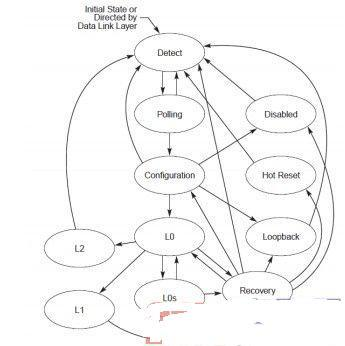 Initial State or
Directed by
Data Link Layer
Detect
Polling
Disabled
Configuration
Hot Reset
L0
Loopback
L2
L0s
Recovery
L1